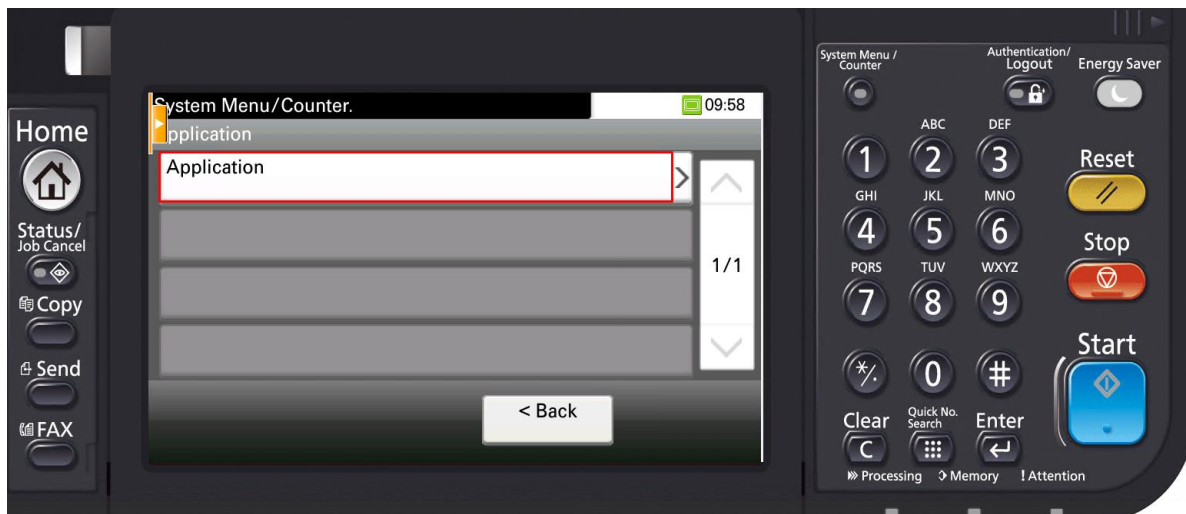 System Menu / Counter
Authentication/
Logout
Energy Saver
Home
Status/
Job Cancel
Copy
Send
FAX
System Menu/Counter.
09:58
pplication
Application
1/1
< Back
ABC
DEF
1
2
3
GHI
JKL
MNO
4
5
6
PQRS
TUV
WXYZ
7
8
9
*/.
0
#
Reset
Stop
Start
Clear
Quick No.
Search
Enter
C
Processing
Memory
! Attention